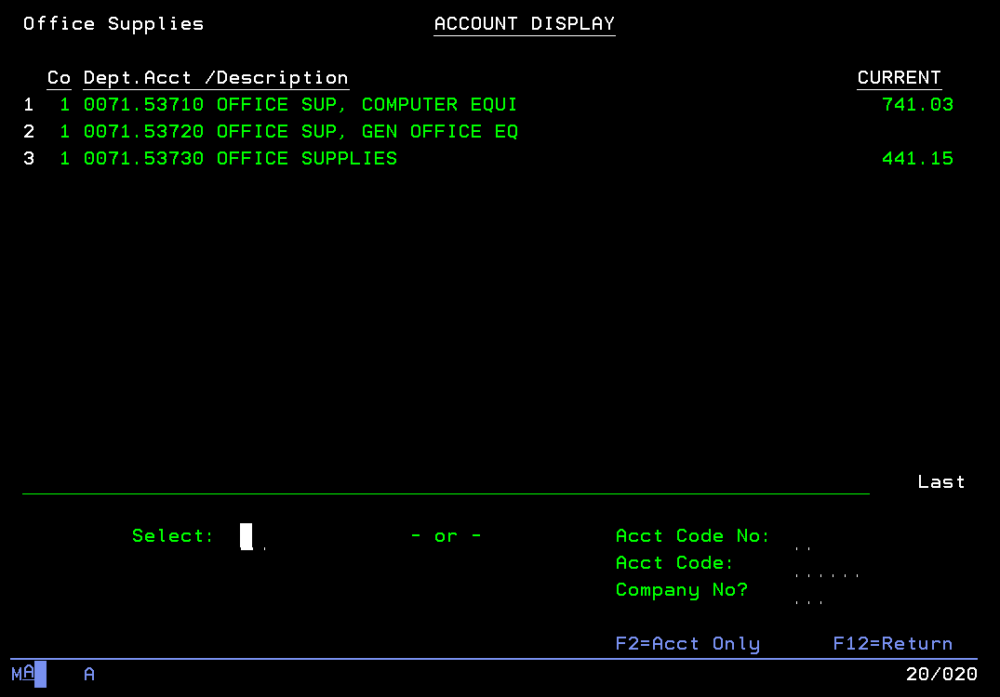 Office Supplies ACCOUNT DISPLAY
Co Dept.Acct /Description CURRENT
1 1 0071.53710 OFFICE SUP, COMPUTER EQUI 741.03
2 1 0071.53720 OFFICE SUP, GEN OFFICE EQ
3 1 0071.53730 OFFICE SUPPLIES 441.15
Last
Select: - or - Acct Code No:
Acct Code:
Company No?
F2=Acct Only F12=Return
MA A 20/020